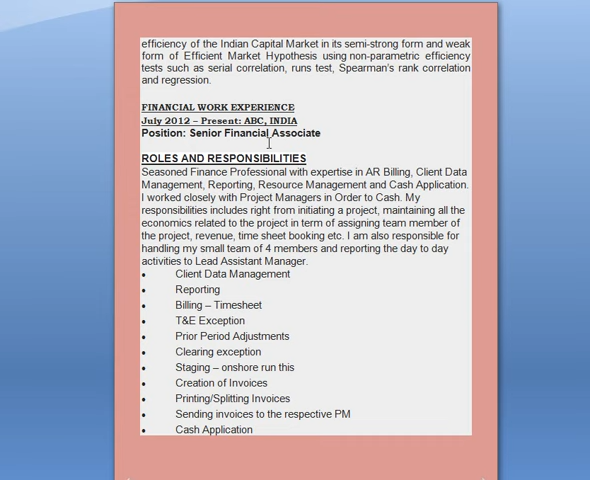 efficiency of the Indian Capital Market in its semi-strong form and weak
form of Efficient Market Hypothesis using non-parametric efficiency
tests such as serial correlation, runs test, Spearman's rank correlation
and regression.
FINANCIAL WORK EXPERIENCE
July 2012 – Present: ABC, INDIA
Position: Senior Financial Associate
ROLES AND RESPONSIBILITIES
Seasoned Finance Professional with expertise in AR Billing, Client Data
Management, Reporting, Resource Management and Cash Application.
I worked closely with Project Managers in Order to Cash. My
responsibilities includes right from initiating a project, maintaining all the
economics related to the project in term of assigning team member of
the project, revenue, time sheet booking etc. I am also responsible for
handling my small team of 4 members and reporting the day to day
activities to Lead Assistant Manager.
• Client Data Management
• Reporting
• Billing – Timesheet
• T&E Exception
• Prior Period Adjustments
• Clearing exception
• Staging – onshore run this
• Creation of Invoices
• Printing/Splitting Invoices
• Sending invoices to the respective PM
• Cash Application